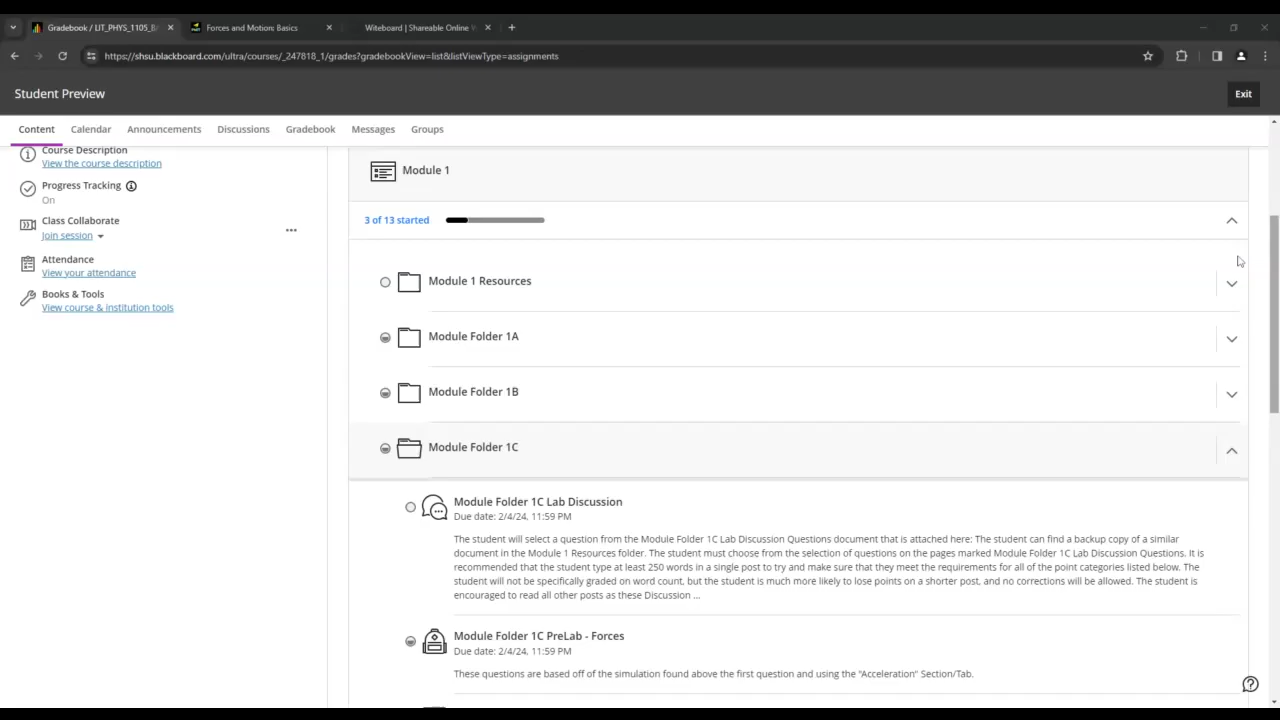 Gradebook / LIT_PHYS_1105_BA
Forces and Motion: Basics
Witeboard | Shareable Online V
https://shsu.blackboard.com/ultra/courses/_247818_1/grades?gradebookView=list&listViewType=assignments
Student Preview
Exit
Content
Calendar
Announcements
Discussions
Gradebook
Messages
Groups
Course Description
View the course description
Progress Tracking
On
Class Collaborate
Join session
Attendance
View your attendance
Books & Tools
View course & institution tools
Module 1
3 of 13 started
Module 1 Resources
Module Folder 1A
Module Folder 1B
Module Folder 1C
Module Folder 1C Lab Discussion
Due date: 2/4/24, 11:59 PM
The student will select a question from the Module Folder 1C Lab Discussion Questions document that is attached here: The student can find a backup copy of a similar
document in the Module 1 Resources folder. The student must choose from the selection of questions on the pages marked Module Folder 1C Lab Discussion Questions. It is
recommended that the student type at least 250 words in a single post to try and make sure that they meet the requirements for all of the point categories listed below. The
student will not be specifically graded on word count, but the student is much more likely to lose points on a shorter post, and no corrections will be allowed. The student is
encouraged to read all other posts as these Discussion ...
Module Folder 1C PreLab - Forces
Due date: 2/4/24, 11:59 PM
These questions are based off of the simulation found above the first question and using the "Acceleration" Section/Tab.